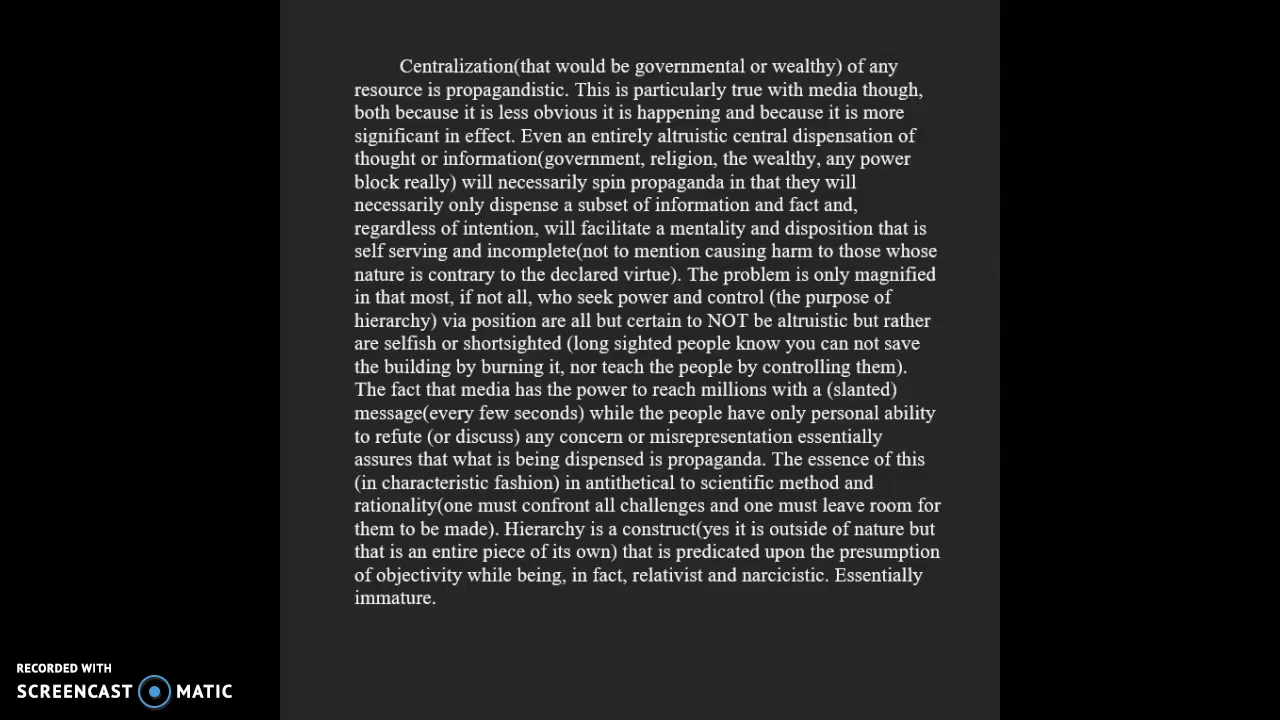 Centralization(that would be governmental or wealthy) of any
resource is propagandistic. This is particularly true with media though,
both because it is less obvious it is happening and because it is more
significant in effect. Even an entirely altruistic central dispensation of
thought or information(government, religion, the wealthy, any power
block really) will necessarily spin propaganda in that they will
necessarily only dispense a subset of information and fact and,
regardless of intention, will facilitate a mentality and disposition that is
self serving and incomplete(not to mention causing harm to those whose
nature is contrary to the declared virtue). The problem is only magnified
in that most, if not all, who seek power and control (the purpose of
hierarchy) via position are all but certain to NOT be altruistic but rather
are selfish or shortsighted (long sighted people know you can not save
the building by burning it, nor teach the people by controlling them).
The fact that media has the power to reach millions with a (slanted)
message(every few seconds) while the people have only personal ability
to refute (or discuss) any concern or misrepresentation essentially
assures that what is being dispensed is propaganda. The essence of this
(in characteristic fashion) in antithetical to scientific method and
rationality(one must confront all challenges and one must leave room for
them to be made). Hierarchy is a construct(yes it is outside of nature but
that is an entire piece of its own) that is predicated upon the presumption
of objectivity while being, in fact, relativist and narcicistic. Essentially
immature.
RECORDED WITH
SCREENCAST MATIC